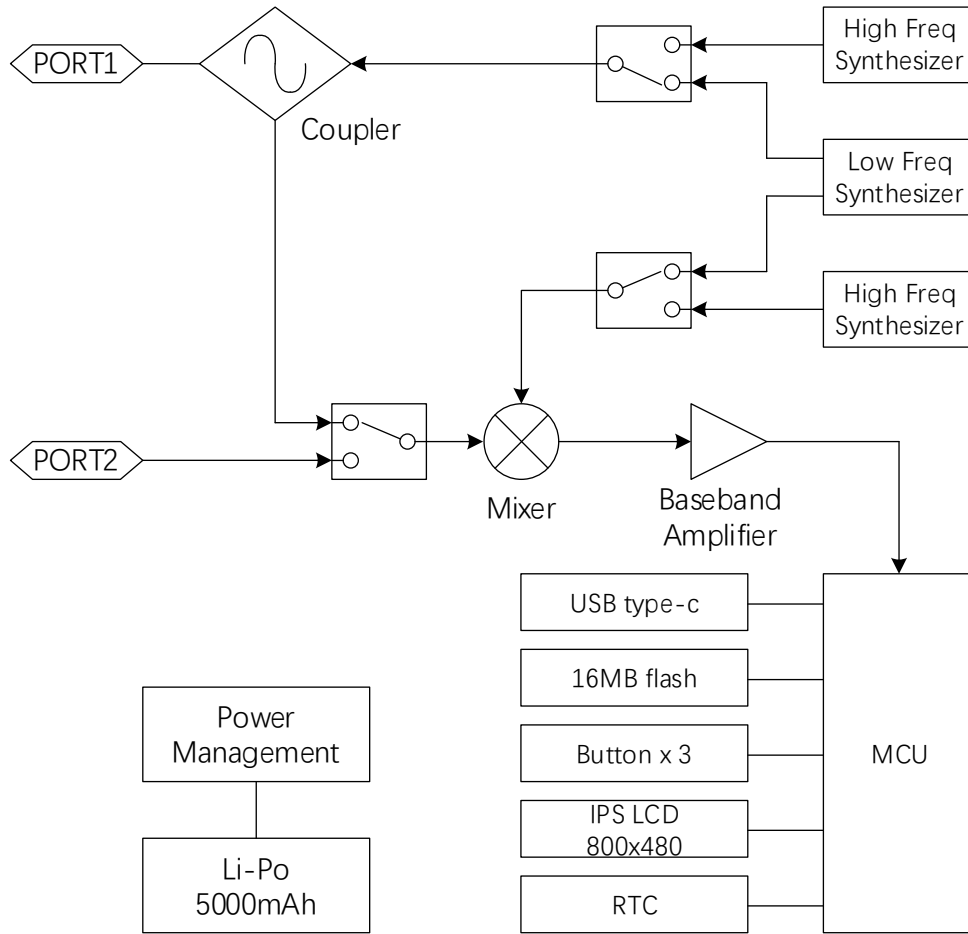 High Freq
Synthesizer
PORT1
Coupler
Low Freq
Synthesizer
High Freq
Synthesizer
PORT2
Mixer
Baseband
Amplifier
USB type-c
16MB flash
Power
Management
Button x 3
MCU
IPS LCD
800x480
Li-Po
5000mAh
RTC